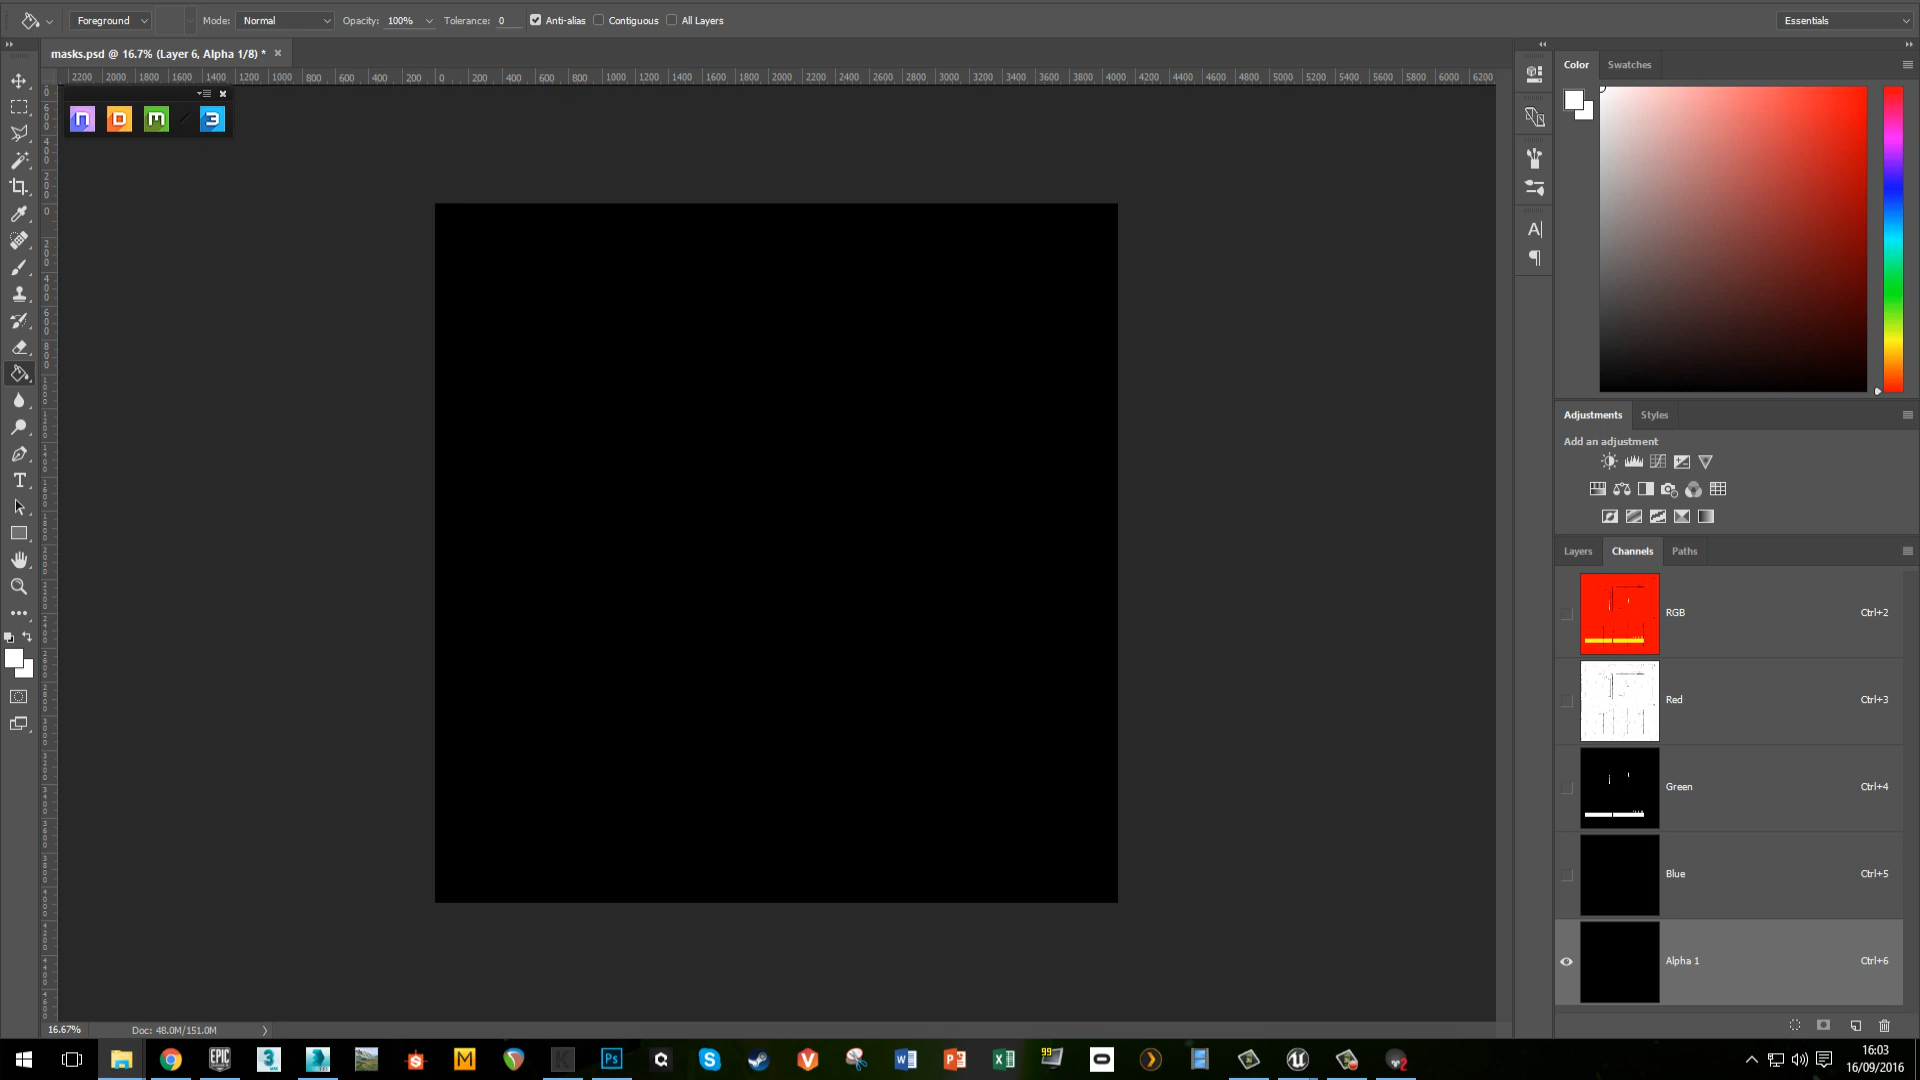 Foreground Mode: Normal Opacity: 100% Tolerance: 0 Anti-alias Contiguous All Layers Essentials
masks.psd @ 16.7% (Layer 6, Alpha 1/8) *
Color Swatches
2200 2000 1800 1600 1400 1200 1000 800 600 400 200 0 200 400 600 800 1000 1200 1400 1600 1800 2000 2200 2400 2600 2800 3000 3200 3400 3600 3800 4000 4200 4400 4600 4800 5000 5200 5400 5600 5800 6000 6200
n D m 3
Adjustments Styles
Add an adjustment
Layers Channels Paths
RGB Ctrl+2
Red Ctrl+3
Green Ctrl+4
Blue Ctrl+5
Alpha 1 Ctrl+6
16.67% Doc: 48.0M/151.0M
16:03
16/09/2016